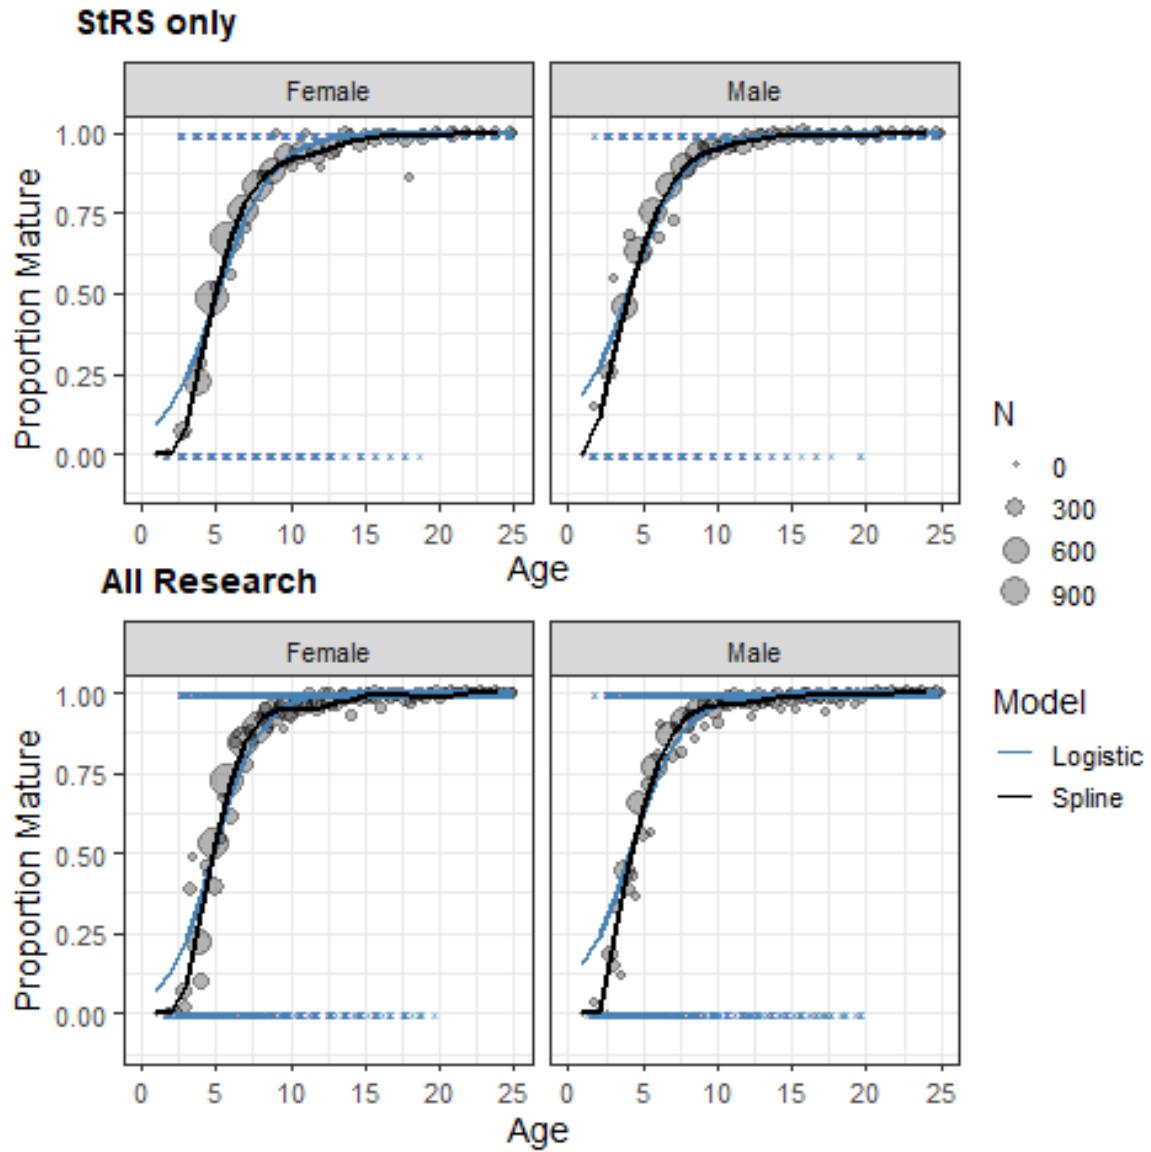 StRS only
Female Male
Proportion Mature
1.00
0.75
0.50
0.25
0.00
0 5 10 15 20 25 0 5 10 15 20 25
Age
All Research
Female Male
Proportion Mature
1.00
0.75
0.50
0.25
0.00
0 5 10 15 20 25 0 5 10 15 20 25
Age
N
0
300
600
900
Model
Logistic
Spline